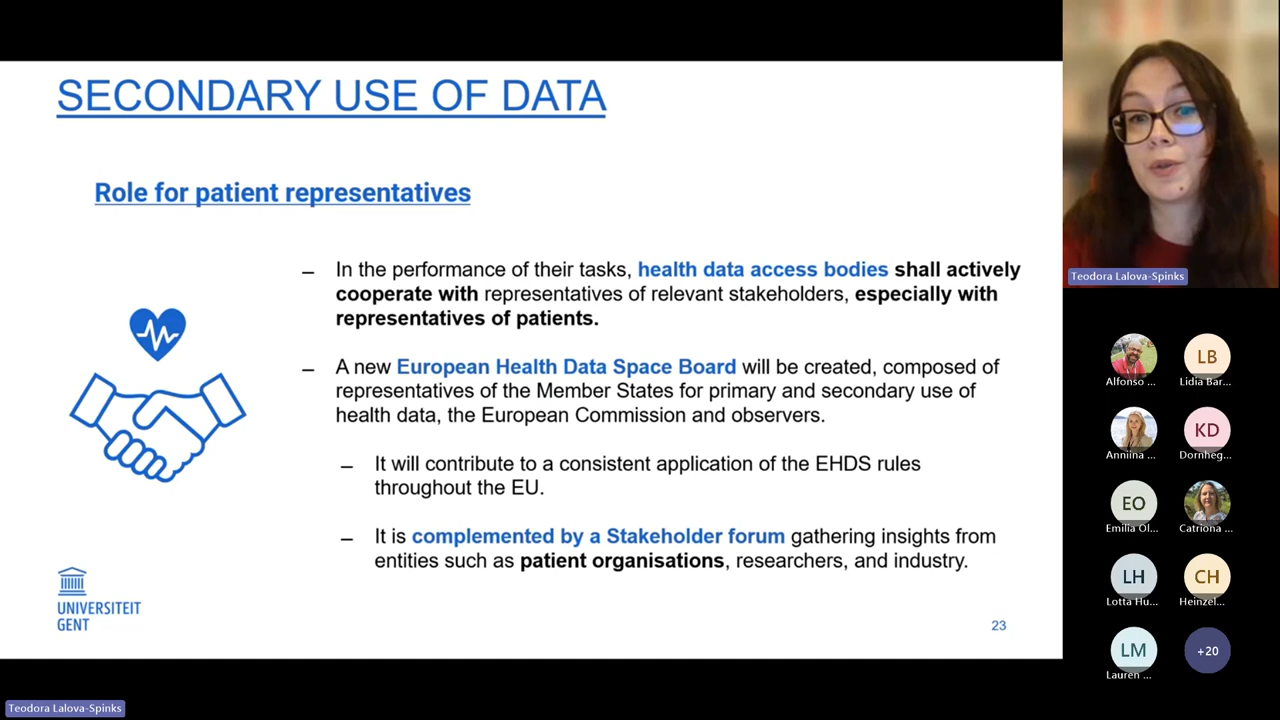 SECONDARY USE OF DATA
Role for patient representatives
– In the performance of their tasks, health data access bodies shall actively
cooperate with representatives of relevant stakeholders, especially with
representatives of patients.
– A new European Health Data Space Board will be created, composed of
representatives of the Member States for primary and secondary use of
health data, the European Commission and observers.
– It will contribute to a consistent application of the EHDS rules
throughout the EU.
– It is complemented by a Stakeholder forum gathering insights from
entities such as patient organisations, researchers, and industry.
UNIVERSITEIT
GENT
23
Teodora Lalova-Spinks
Alfonso ...
LB
Lidia Bar...
Anniina ...
KD
Dornheg...
EO
Emilia Ol...
Catriona ...
LH
Lotta Hu...
CH
Heinzel...
LM
Lauren ...
+20
Teodora Lalova-Spinks